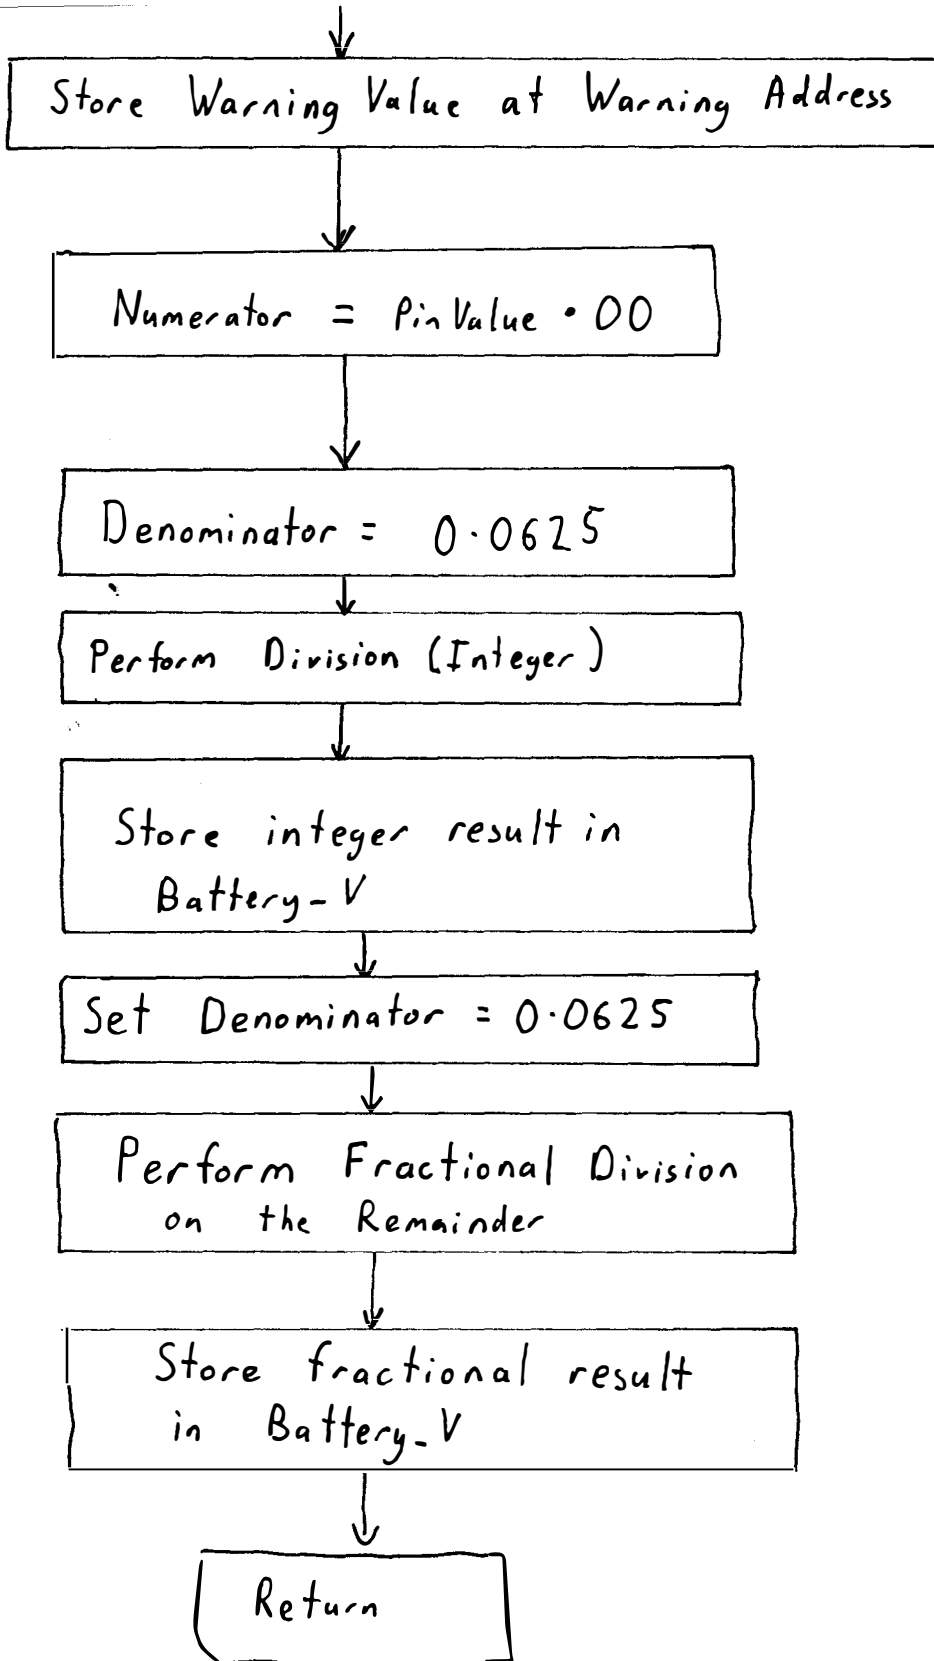 Store Warning Value at Warning Address
Numerator = PinValue • 00
Denominator = 0.0625
Perform Division (Integer)
Store integer result in
Battery_V
Set Denominator = 0.0625
Perform Fractional Division
on the Remainder
Store fractional result
in Battery_V
Return